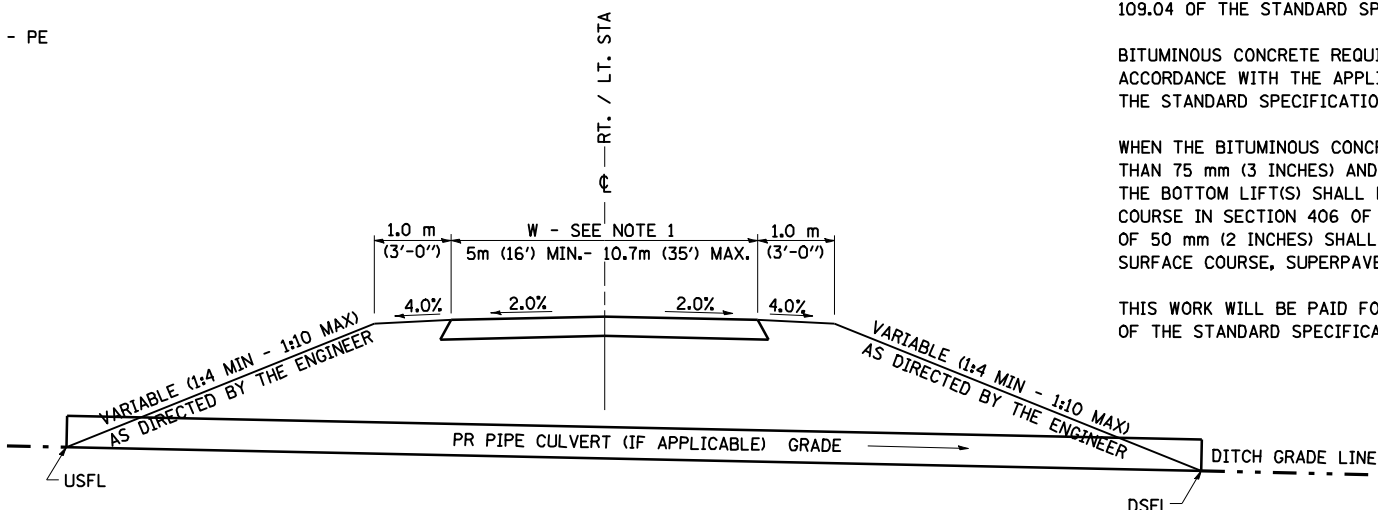 - PE
RT. / LT. STA
℄
1.0 m
(3'-0")
W - SEE NOTE 1
5m (16') MIN.- 10.7m (35') MAX.
1.0 m
(3'-0")
4.0%
2.0%
2.0%
4.0%
VARIABLE (1:4 MIN - 1:10 MAX)
AS DIRECTED BY THE ENGINEER
VARIABLE (1:4 MIN - 1:10 MAX)
AS DIRECTED BY THE ENGINEER
PR PIPE CULVERT (IF APPLICABLE) GRADE
USFL
DITCH GRADE LINE
DSFL
109.04 OF THE STANDARD SP
BITUMINOUS CONCRETE REQUI
ACCORDANCE WITH THE APPLI
THE STANDARD SPECIFICATIO
WHEN THE BITUMINOUS CONCR
THAN 75 mm (3 INCHES) AND
THE BOTTOM LIFT(S) SHALL
COURSE IN SECTION 406 OF
OF 50 mm (2 INCHES) SHALL
SURFACE COURSE, SUPERPAVE
THIS WORK WILL BE PAID FO
OF THE STANDARD SPECIFICA